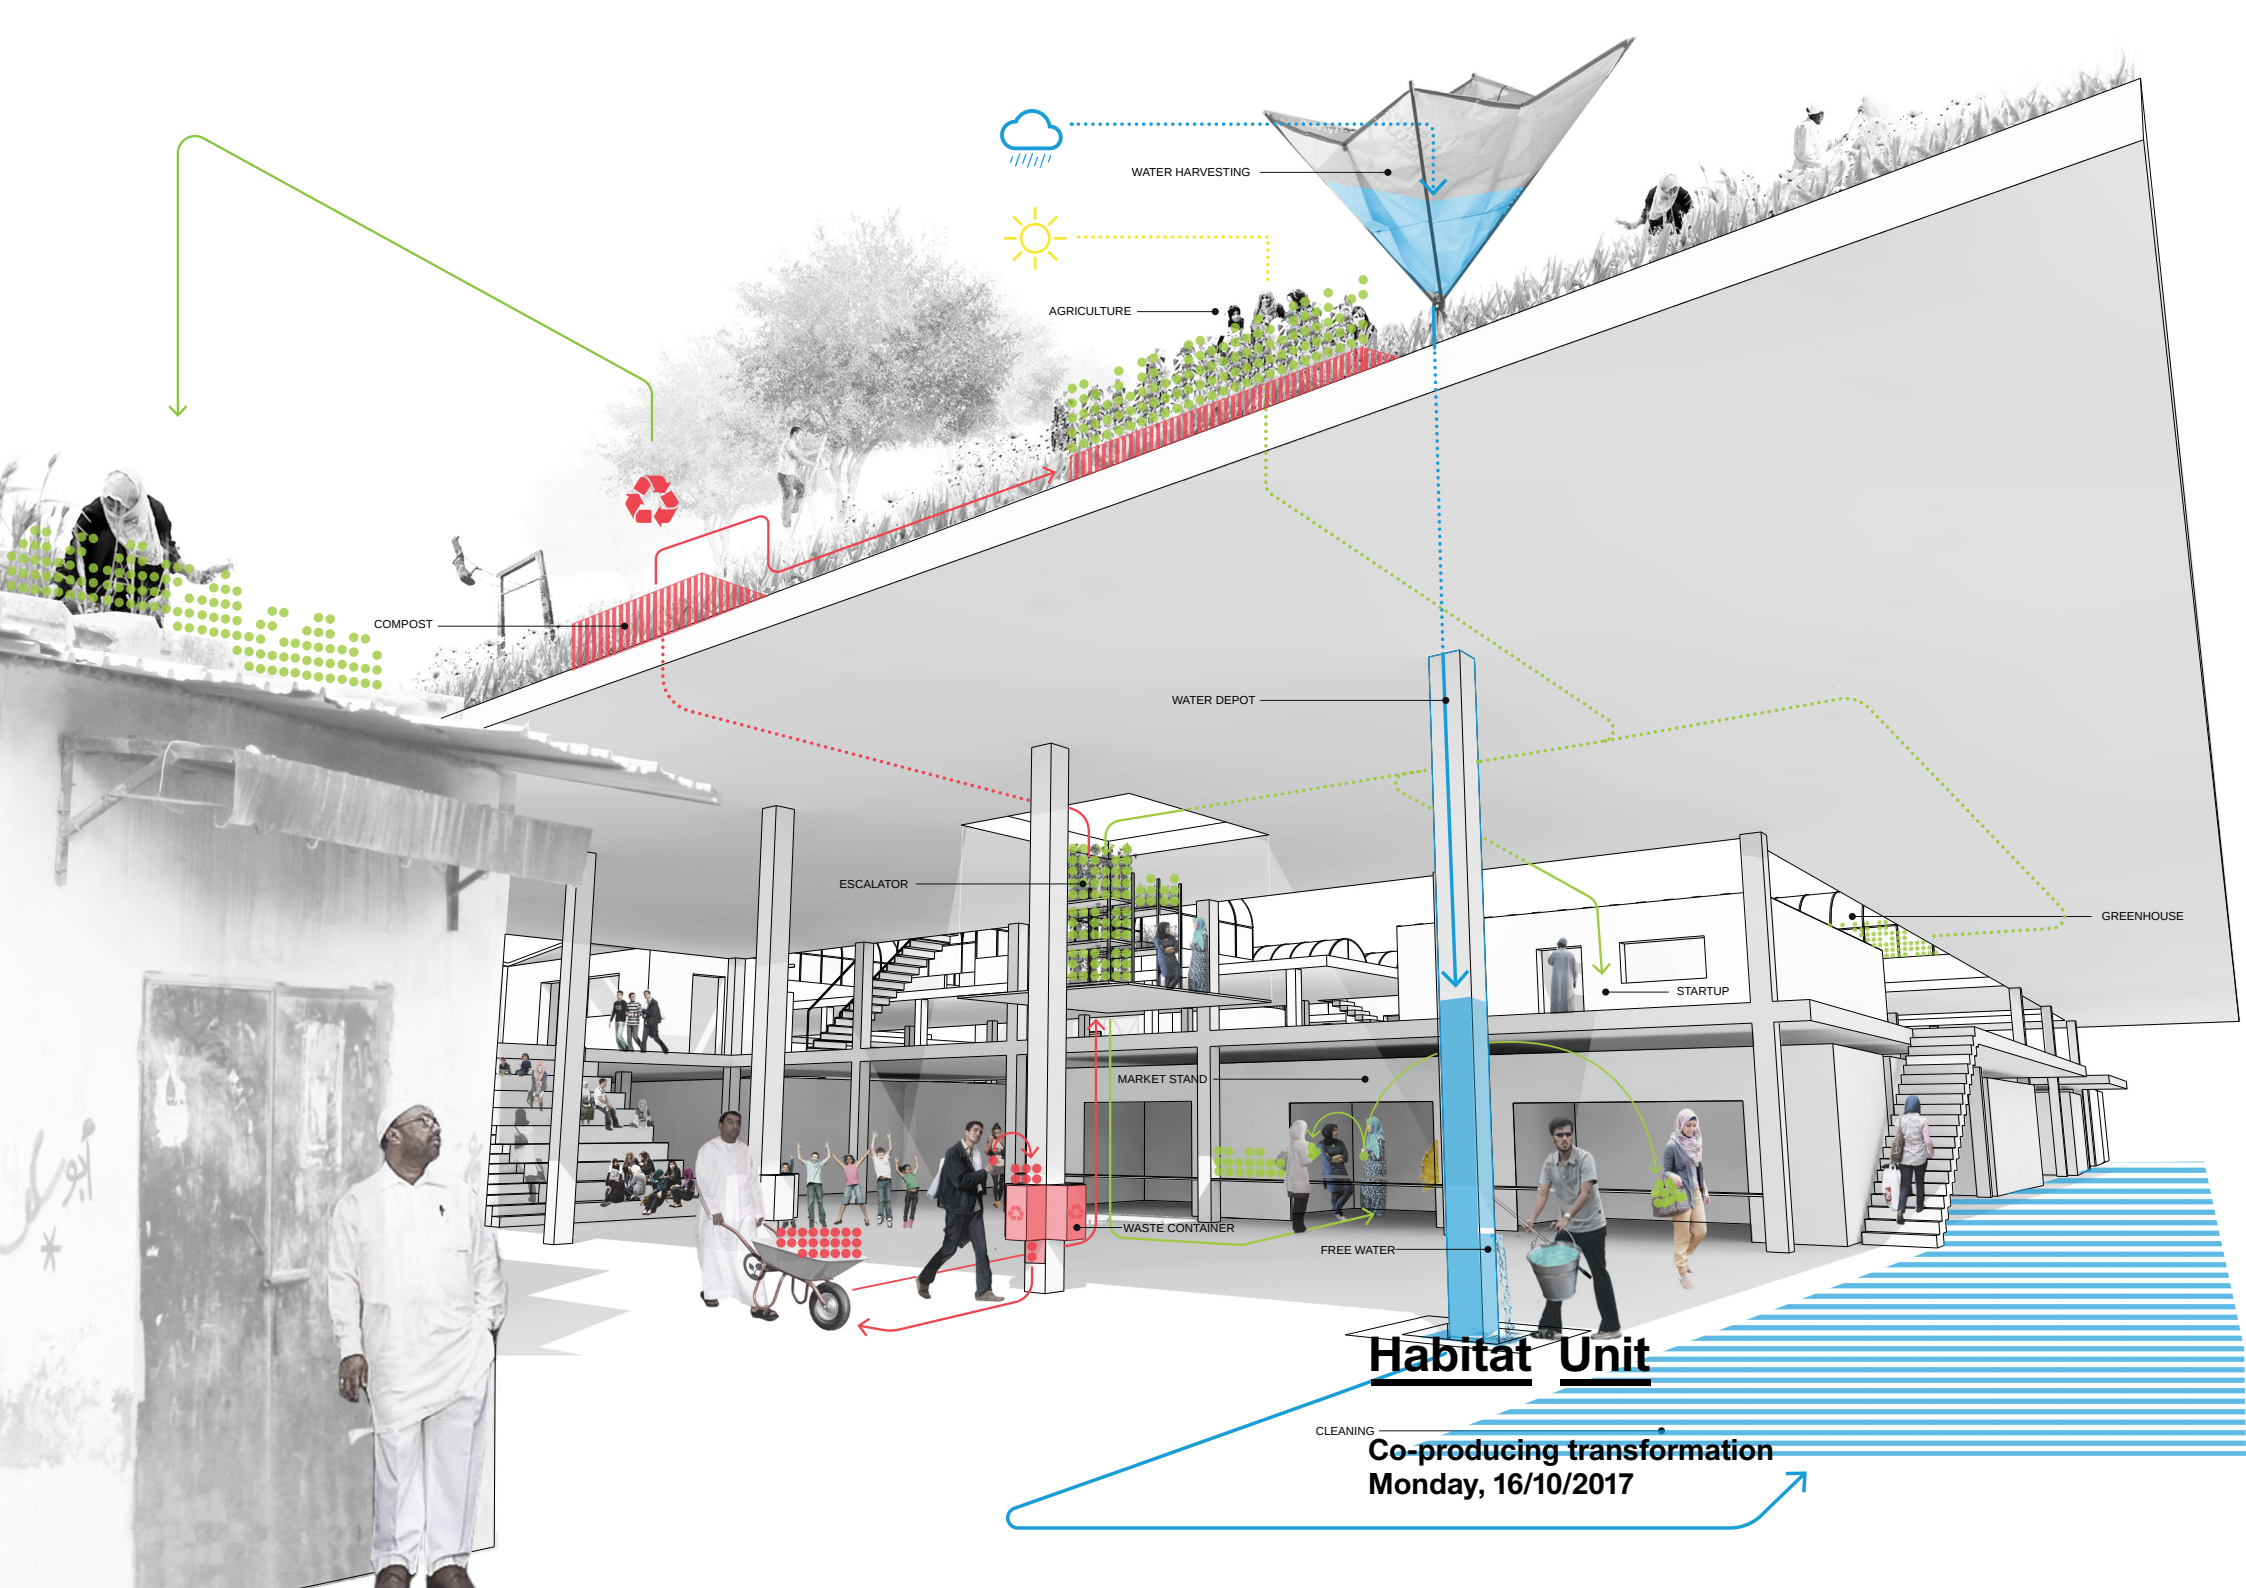 WATER HARVESTING
AGRICULTURE
COMPOST
WATER DEPOT
ESCALATOR
GREENHOUSE
STARTUP
MARKET STAND
WASTE CONTAINER
FREE WATER
Habitat Unit
CLEANING
Co-producing transformation
Monday, 16/10/2017